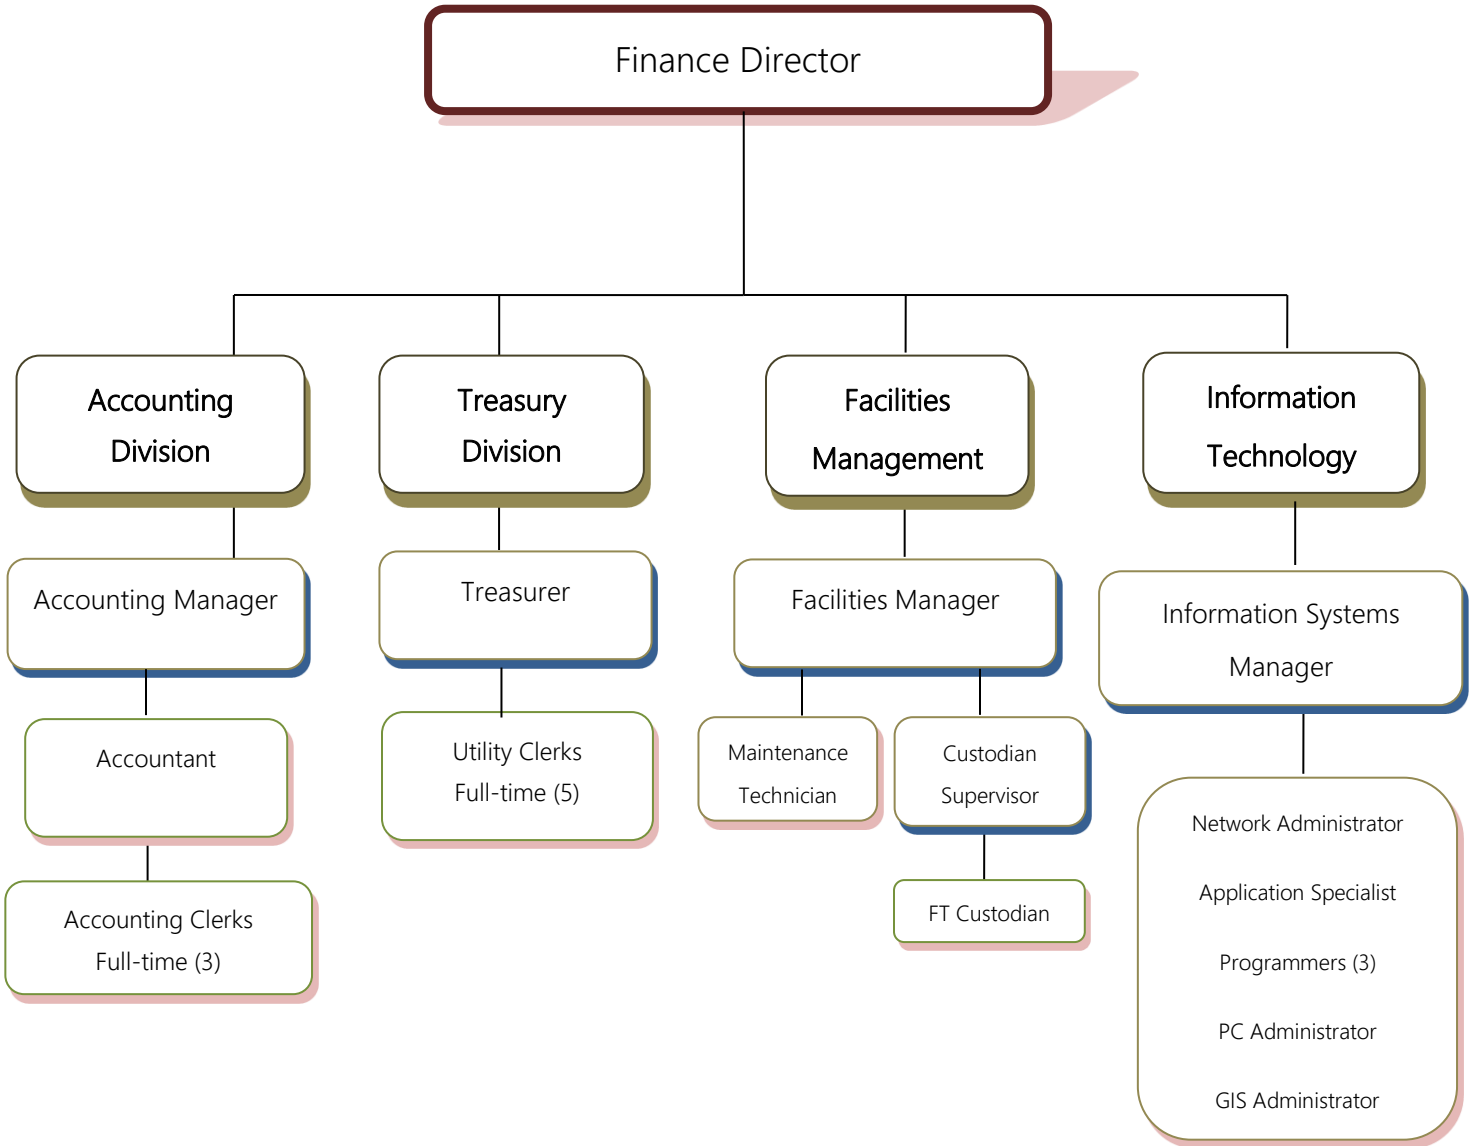 Finance Director
Accounting
Division
Treasury
Division
Facilities
Management
Information
Technology
Accounting Manager
Treasurer
Facilities Manager
Information Systems
Manager
Accountant
Utility Clerks
Full-time (5)
Maintenance
Technician
Custodian
Supervisor
Accounting Clerks
Full-time (3)
FT Custodian
Network Administrator
Application Specialist
Programmers (3)
PC Administrator
GIS Administrator